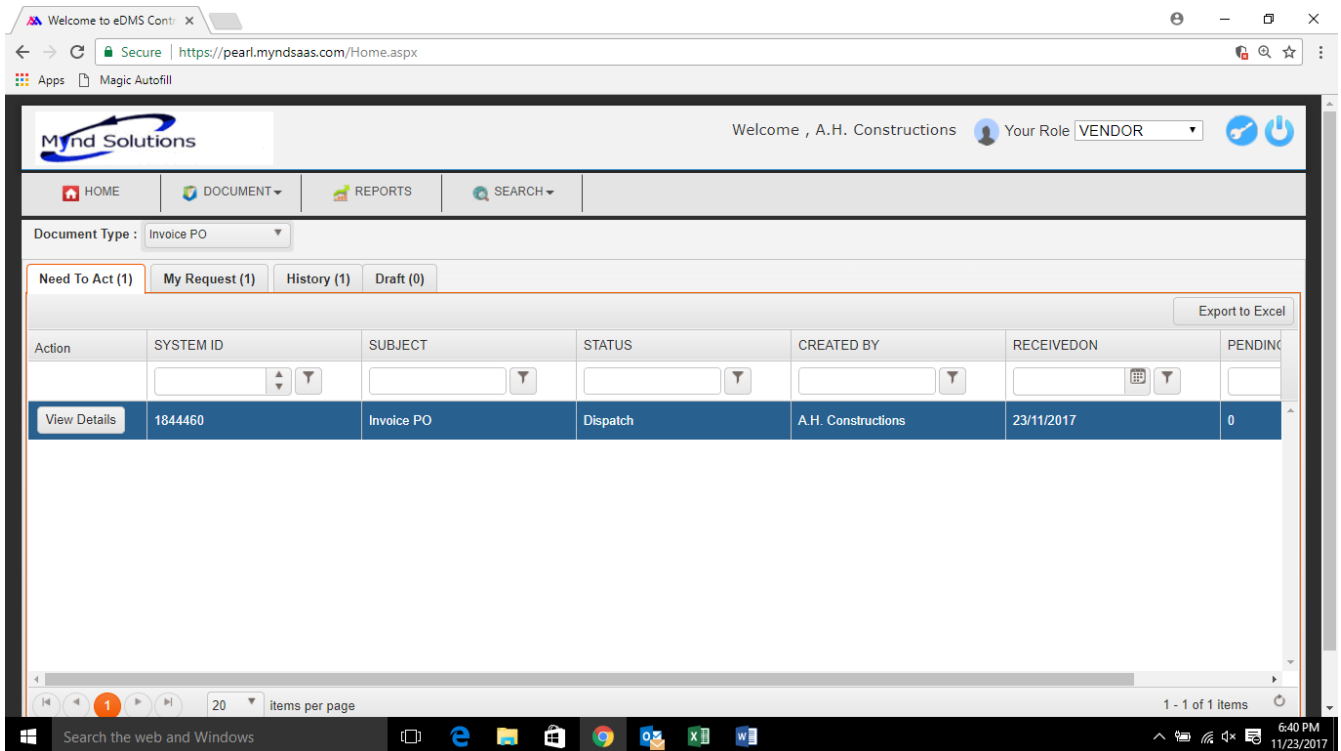 Welcome to eDMS Contr
Secure | https://pearl.myndsaas.com/Home.aspx
Apps Magic Autofill
Mynd Solutions
Welcome , A.H. Constructions Your Role VENDOR
HOME DOCUMENT REPORTS SEARCH
Document Type : Invoice PO
Need To Act (1) My Request (1) History (1) Draft (0)
Export to Excel
Action SYSTEM ID SUBJECT STATUS CREATED BY RECEIVEDON PENDING
View Details 1844460 Invoice PO Dispatch A.H. Constructions 23/11/2017 0
1 20 items per page 1 - 1 of 1 items
Search the web and Windows 6:40 PM
11/23/2017